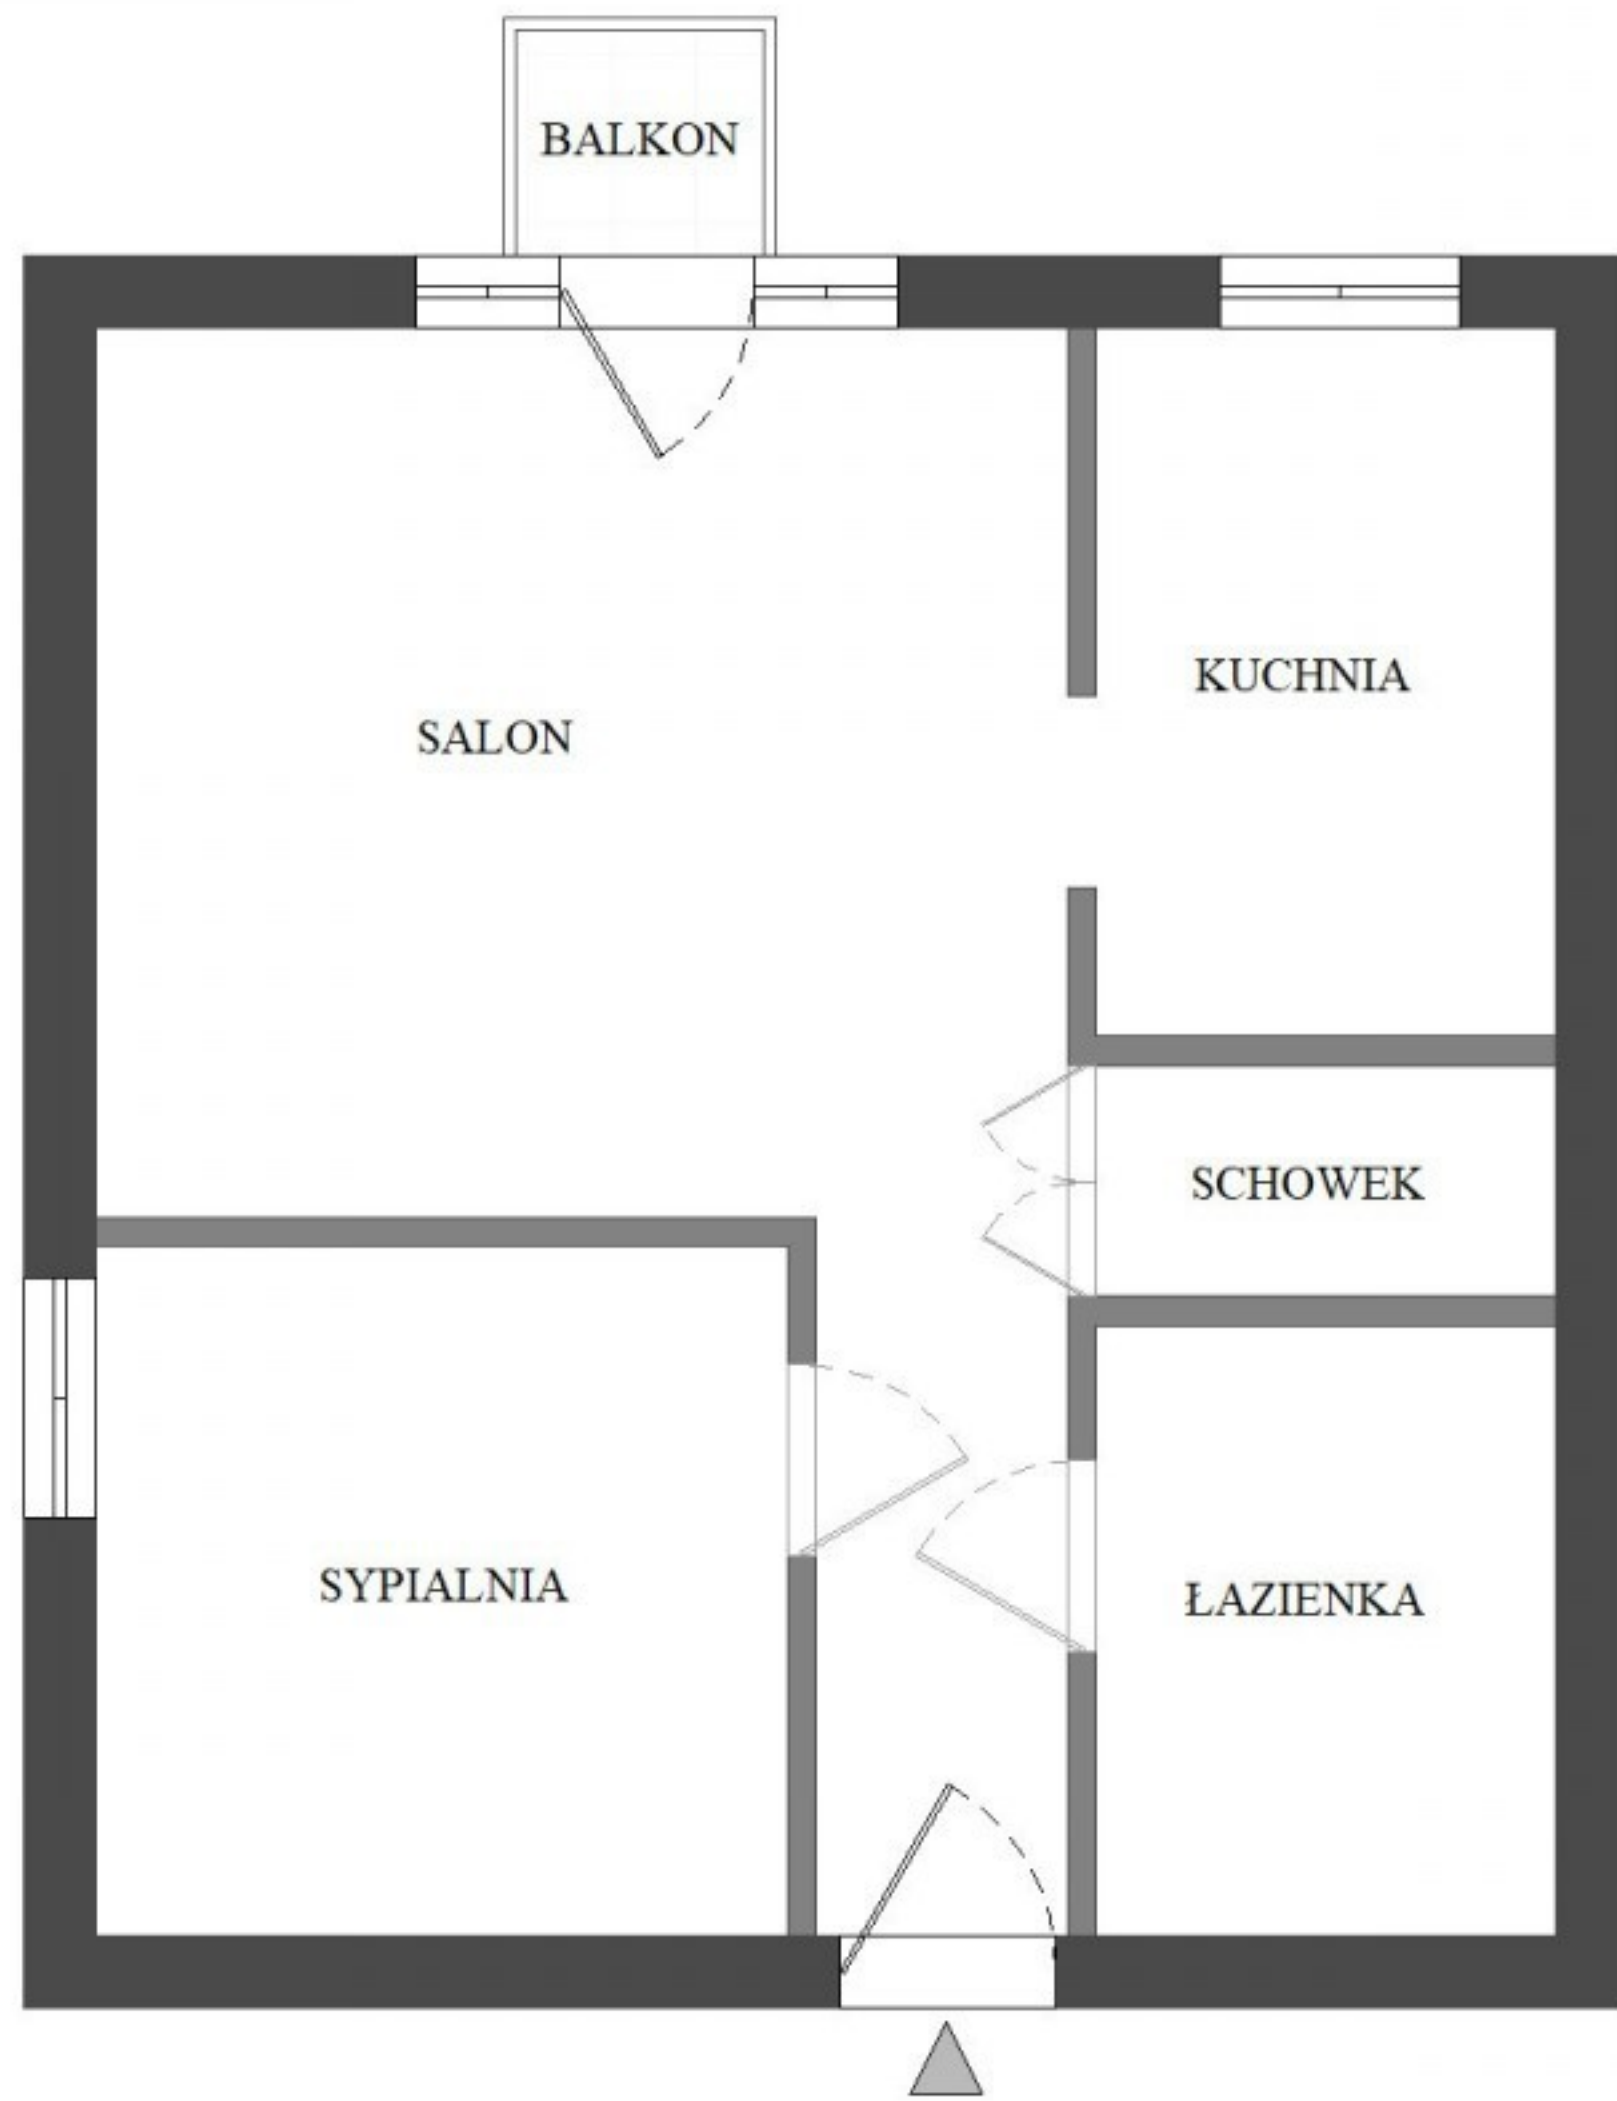 BALKON
KUCHNIA
SALON
SCHOWEK
SYPIALNIA
ŁAZIENKA